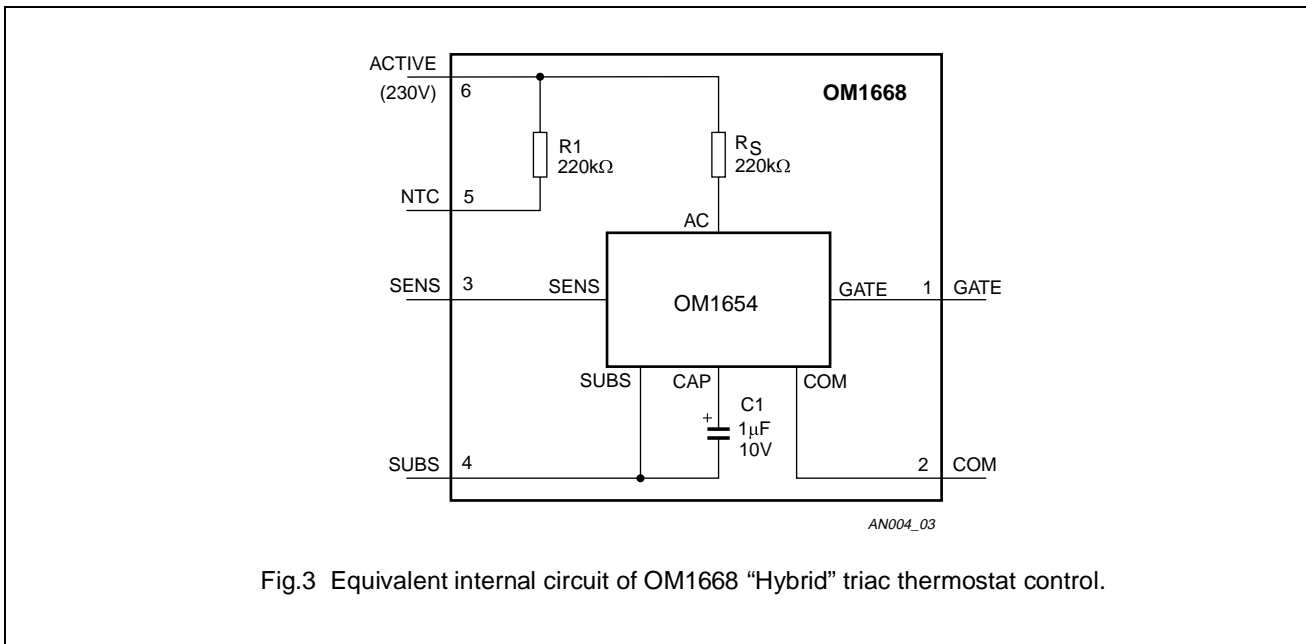 ACTIVE
(230V)
6
OM1668
R1
220kΩ
RS
220kΩ
NTC
5
AC
SENS
3
SENS
OM1654
GATE
1
GATE
SUBS
CAP
COM
C1
+
1μF
10V
SUBS
4
2
COM
AN004_03
Fig.3 Equivalent internal circuit of OM1668 “Hybrid” triac thermostat control.